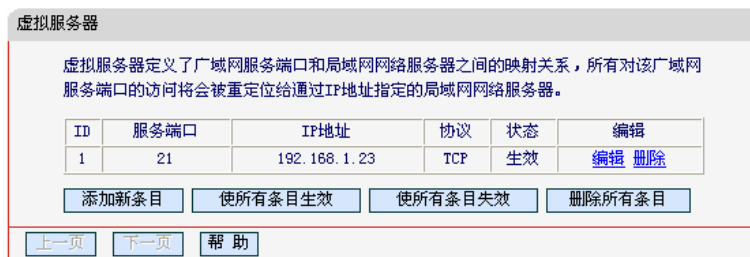 虚拟服务器
虚拟服务器定义了广域网服务端口和局域网网络服务器之间的映射关系，所有对该广域网
服务端口的访问将会被重定位给通过IP地址指定的局域网网络服务器。
ID 服务端口 IP地址 协议 状态 编辑
1 21 192.168.1.23 TCP 生效 编辑 删除
添加新条目 使所有条目生效 使所有条目失效 删除所有条目
上一页 下一页 帮 助